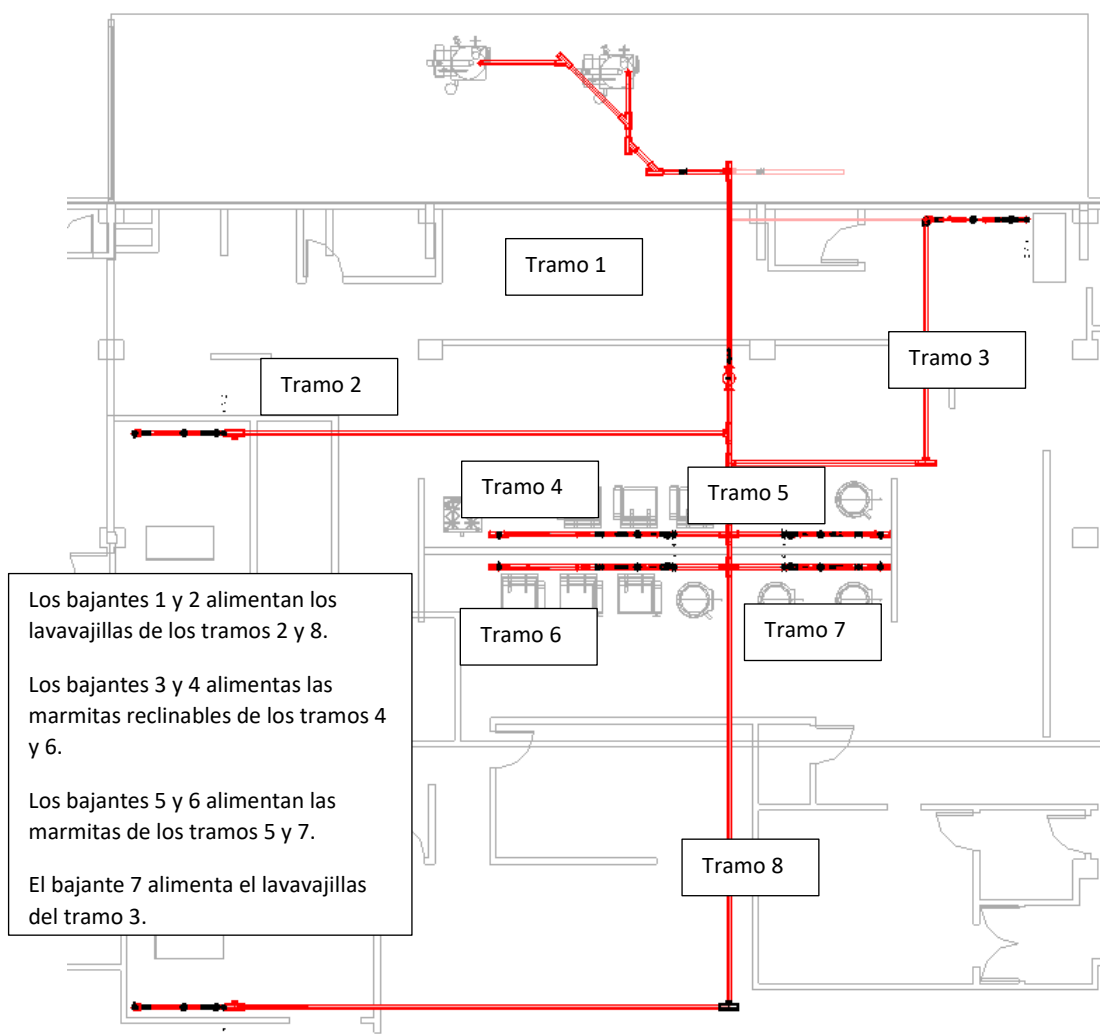 Tramo 1
Tramo 3
Tramo 2
Tramo 4
Tramo 5
Los bajantes 1 y 2 alimentan los
lavavajillas de los tramos 2 y 8.
Los bajantes 3 y 4 alimentas las
marmitas reclinables de los tramos 4
y 6.
Los bajantes 5 y 6 alimentan las
marmitas de los tramos 5 y 7.
El bajante 7 alimenta el lavavajillas
del tramo 3.
Tramo 6
Tramo 7
Tramo 8